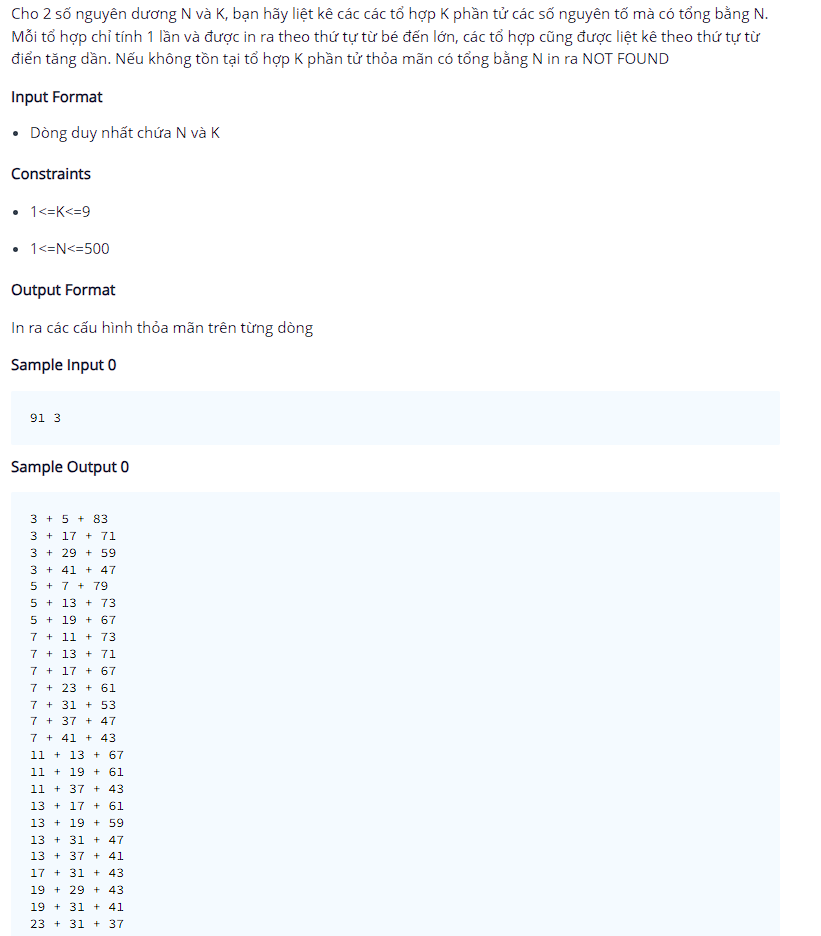 Cho 2 số nguyên dương N và K, bạn hãy liệt kê các các tổ hợp K phần tử các số nguyên tố mà có tổng bằng N.
Mỗi tổ hợp chỉ tính 1 lần và được in ra theo thứ tự từ bé đến lớn, các tổ hợp cũng được liệt kê theo thứ tự từ
điển tăng dần. Nếu không tồn tại tổ hợp K phần tử thỏa mãn có tổng bằng N in ra NOT FOUND
Input Format
• Dòng duy nhất chứa N và K
Constraints
• 1<=K<=9
• 1<=N<=500
Output Format
In ra các cấu hình thỏa mãn trên từng dòng
Sample Input 0
91 3
Sample Output 0
3 + 5 + 83
3 + 17 + 71
3 + 29 + 59
3 + 41 + 47
5 + 7 + 79
5 + 13 + 73
5 + 19 + 67
7 + 11 + 73
7 + 13 + 71
7 + 17 + 67
7 + 23 + 61
7 + 31 + 53
7 + 37 + 47
7 + 41 + 43
11 + 13 + 67
11 + 19 + 61
11 + 37 + 43
13 + 17 + 61
13 + 19 + 59
13 + 31 + 47
13 + 37 + 41
17 + 31 + 43
19 + 29 + 43
19 + 31 + 41
23 + 31 + 37